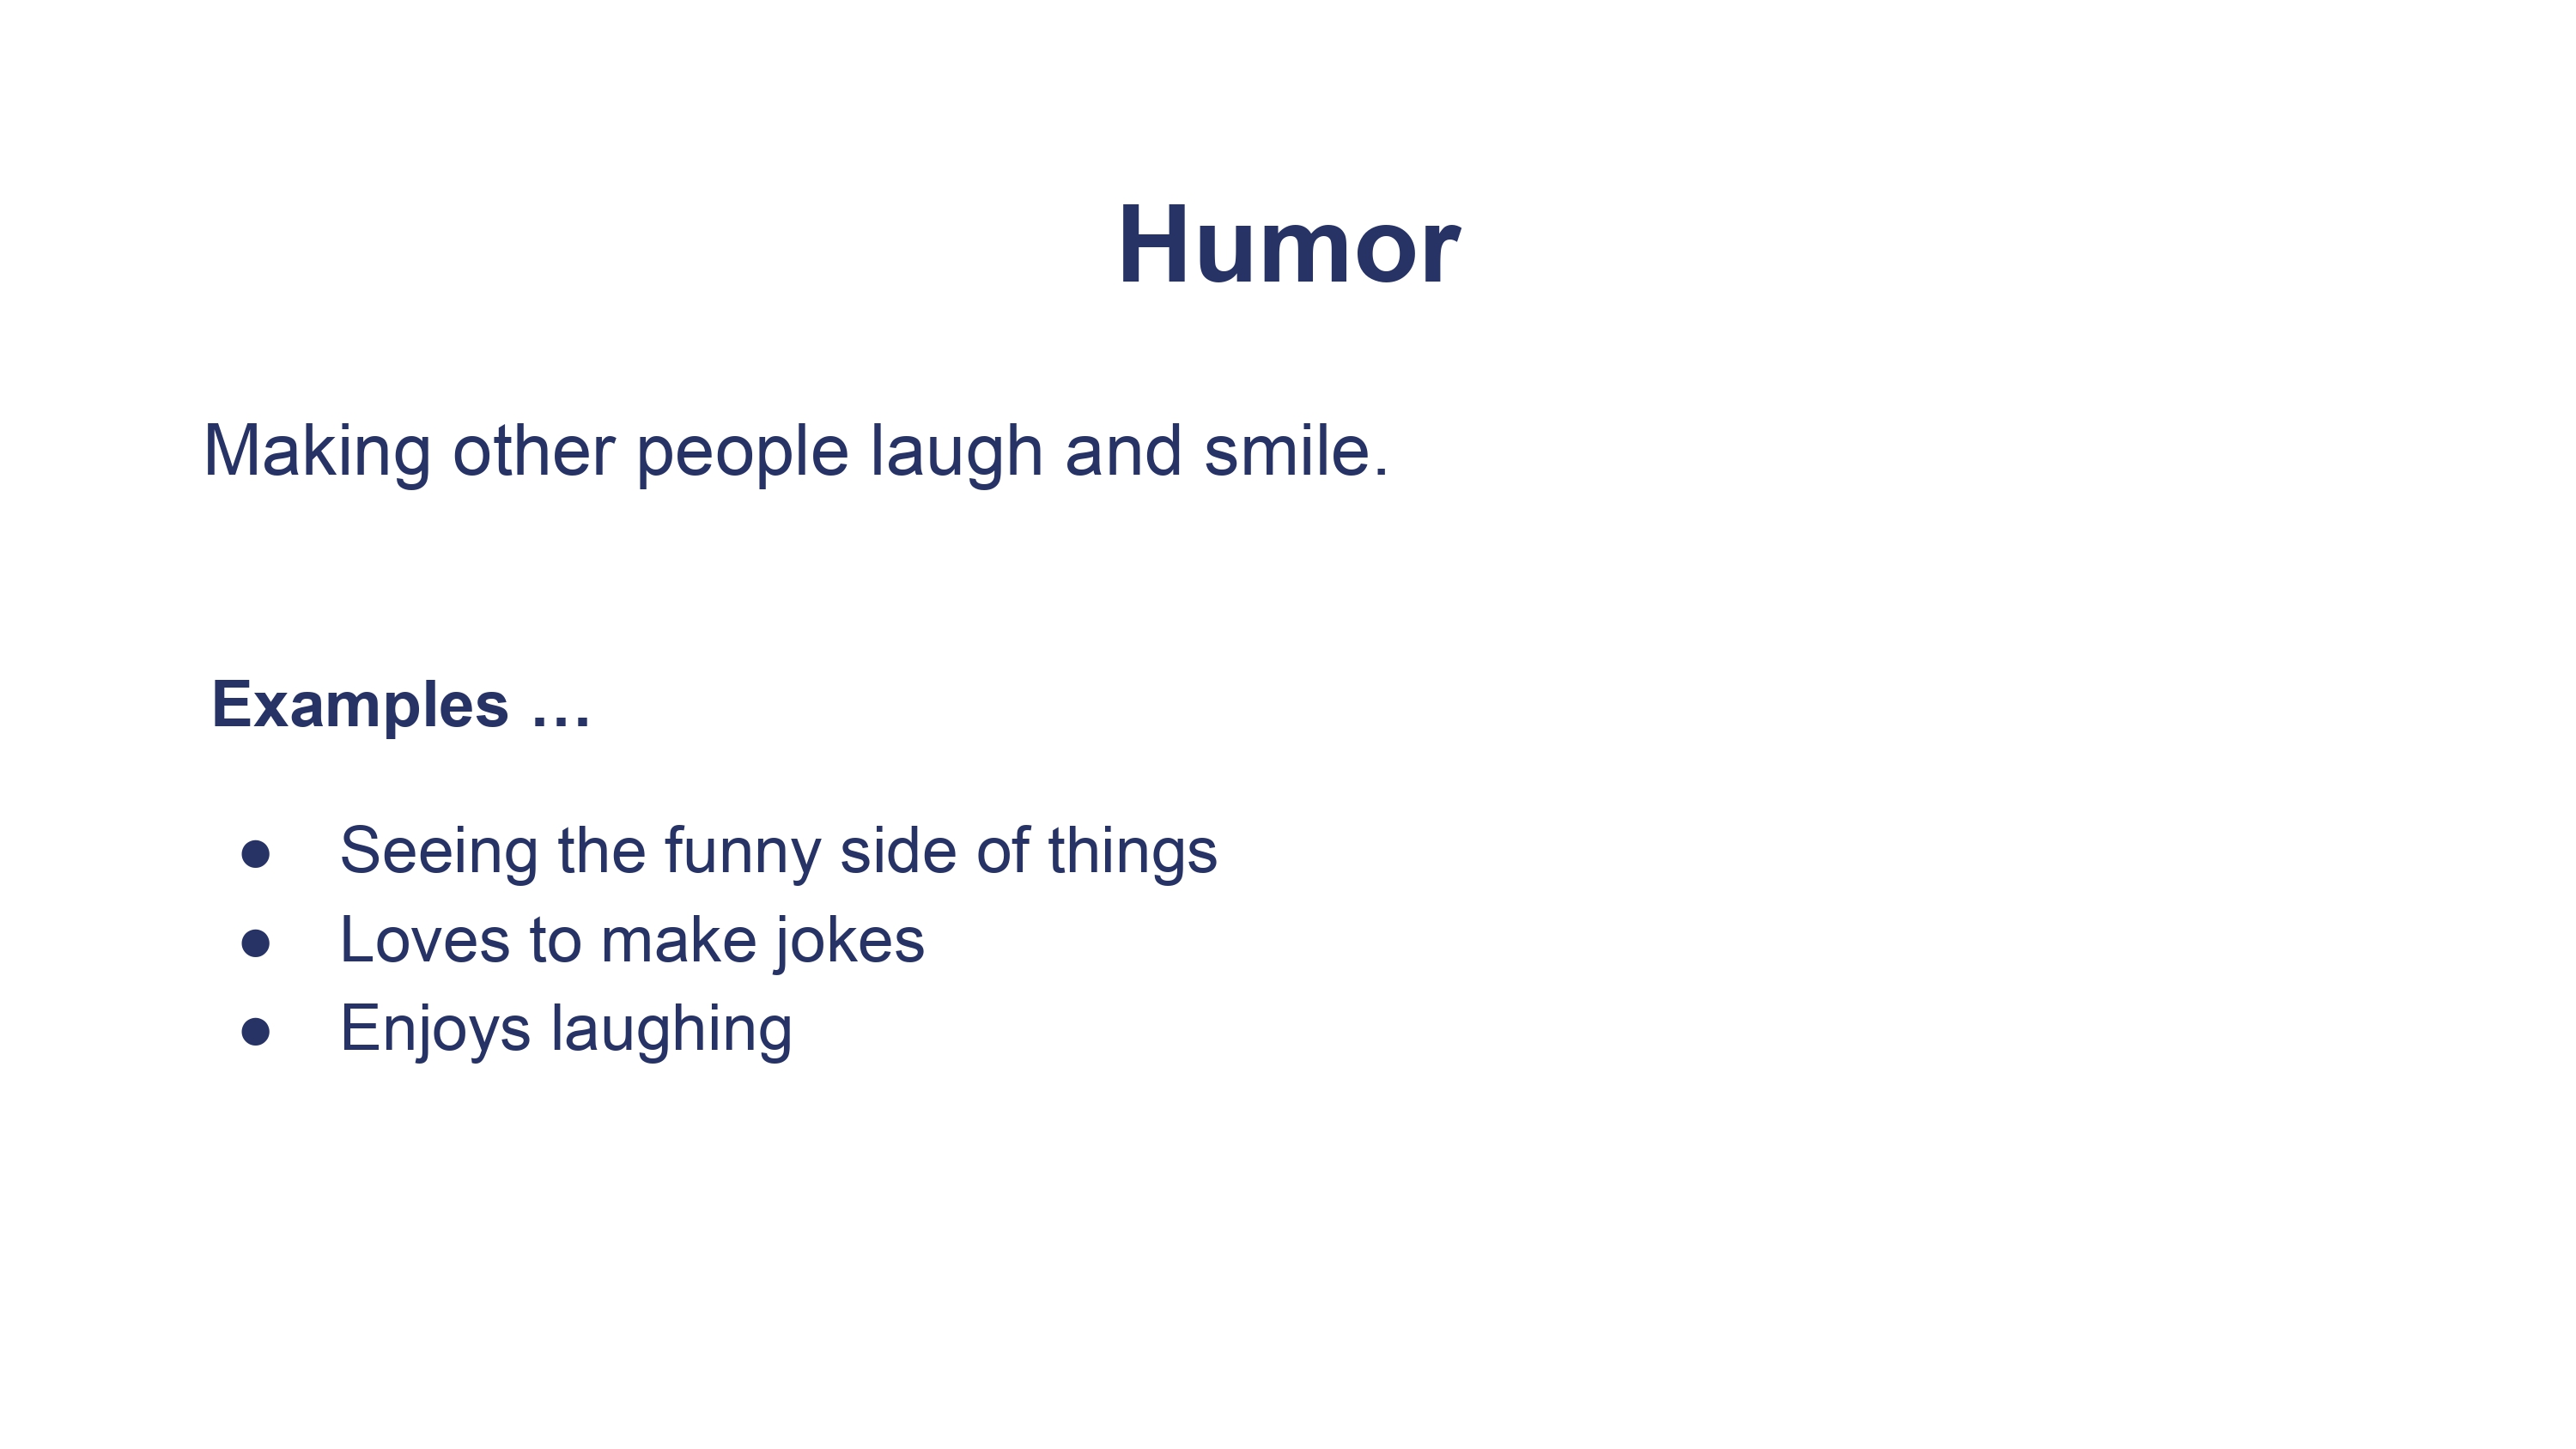 Humor
Making other people laugh and smile.
Examples …
● Seeing the funny side of things
● Loves to make jokes
● Enjoys laughing